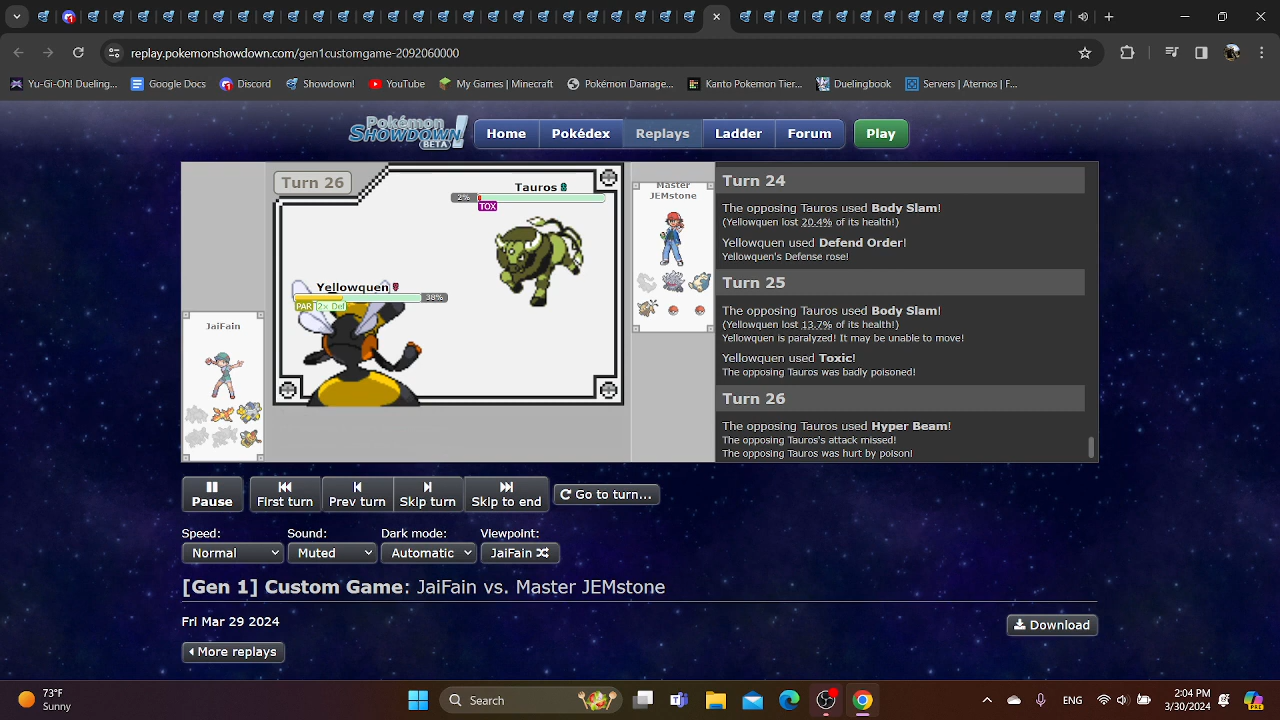 replay.pokemonshowdown.com/gen1customgame-2092060000
Yu-Gi-Oh! Dueling...
Google Docs
Discord
Showdown!
YouTube
My Games | Minecraft
Pokémon Damage...
Kanto Pokemon Tier...
Duelingbook
Servers | Aternos | F...
Pokémon
SHOWDOWN!
BETA
Home
Pokédex
Replays
Ladder
Forum
Play
Turn 26
Tauros
2%
TOX
Yellowquen
38%
PAR 2× Def
JaiFain
Master
JEMstone
Turn 24
The opposing Tauros used Body Slam!
(Yellowquen lost 20.4% of its health!)
Yellowquen used Defend Order!
Yellowquen's defense rose!
Turn 25
The opposing Tauros used Body Slam!
(Yellowquen lost 13.7% of its health!)
Yellowquen is paralyzed! It may be unable to move!
Yellowquen used Toxic!
The opposing Tauros was badly poisoned!
Turn 26
The opposing Tauros used Hyper Beam!
The opposing Tauros's attack missed!
The opposing Tauros was hurt by poison!
Pause
First turn
Prev turn
Skip turn
Skip to end
Go to turn...
Speed:
Sound:
Dark mode:
Viewpoint:
Normal
Muted
Automatic
JaiFain
[Gen 1] Custom Game: JaiFain vs. Master JEMstone
Fri Mar 29 2024
Download
More replays
73°F
Sunny
Search
ENG
2:04 PM
3/30/2024
PRE